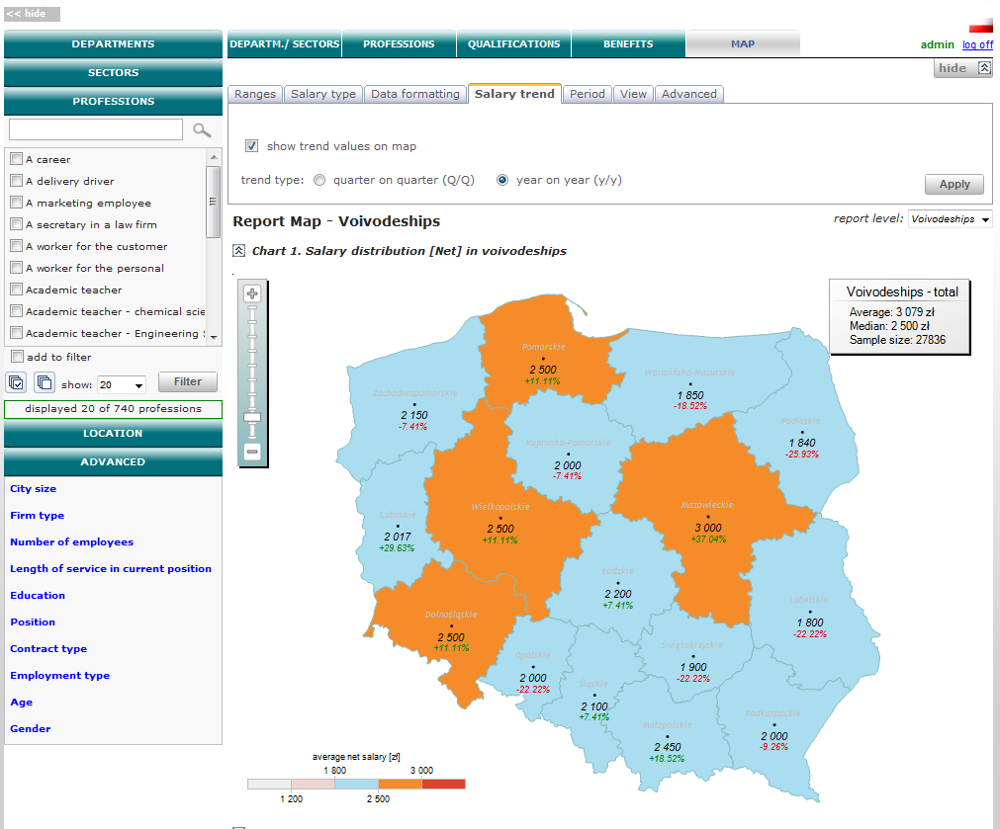 << hide
DEPARTMENTS
SECTORS
PROFESSIONS
A career
A delivery driver
A marketing employee
A secretary in a law firm
A worker for the customer
A worker for the personal
Academic teacher
Academic teacher - chemical scie
Academic teacher - Engineering S
add to filter
show: 20
Filter
displayed 20 of 740 professions
LOCATION
ADVANCED
City size
Firm type
Number of employees
Length of service in current position
Education
Position
Contract type
Employment type
Age
Gender
DEPARTM./ SECTORS PROFESSIONS QUALIFICATIONS BENEFITS MAP
admin log off
hide
Ranges Salary type Data formatting Salary trend Period View Advanced
show trend values on map
trend type: quarter on quarter (Q/Q) year on year (y/y)
Apply
Report Map - Voivodeships
report level: Voivodeships
Chart 1. Salary distribution [Net] in voivodeships
Voivodeships - total
Average: 3 079 zł
Median: 2 500 zł
Sample size: 27836
Pomorskie
2 500
+11.11%
Warmińsko-Mazurskie
1 850
-18.52%
Zachodniopomorskie
2 150
-7.41%
Podlaskie
1 840
-25.93%
Kujawsko-Pomorskie
2 000
-7.41%
Wielkopolskie
2 500
+11.11%
Mazowieckie
3 000
+37.04%
Lubuskie
2 017
+29.63%
Łódzkie
2 200
+7.41%
Lubelskie
1 800
-22.22%
Dolnośląskie
2 500
+11.11%
Świętokrzyskie
1 900
-22.22%
Opolskie
2 000
-22.22%
Śląskie
2 100
+7.41%
Małopolskie
2 450
+18.52%
Podkarpackie
2 000
-9.26%
average net salary [zł]
1 800 3 000
1 200 2 500